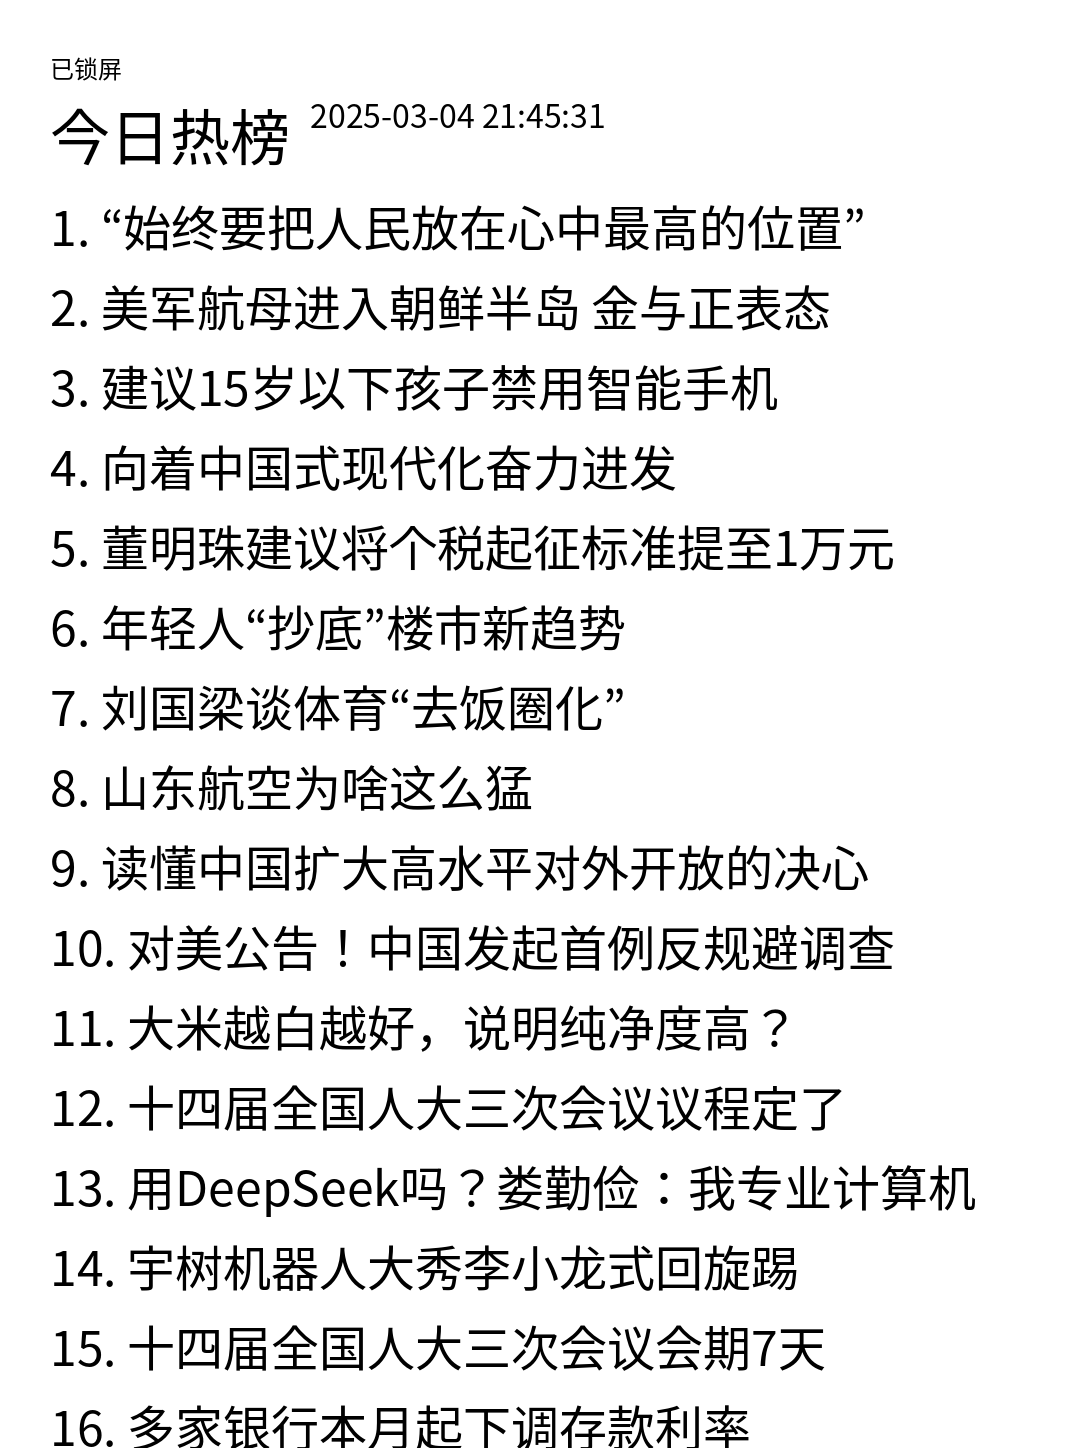 已锁屏
今日热榜 2025-03-04 21:45:31
1. “始终要把人民放在心中最高的位置”
2. 美军航母进入朝鲜半岛 金与正表态
3. 建议15岁以下孩子禁用智能手机
4. 向着中国式现代化奋力进发
5. 董明珠建议将个税起征标准提至1万元
6. 年轻人“抄底”楼市新趋势
7. 刘国梁谈体育“去饭圈化”
8. 山东航空为啥这么猛
9. 读懂中国扩大高水平对外开放的决心
10. 对美公告！中国发起首例反规避调查
11. 大米越白越好，说明纯净度高？
12. 十四届全国人大三次会议议程定了
13. 用DeepSeek吗？娄勤俭：我专业计算机
14. 宇树机器人大秀李小龙式回旋踢
15. 十四届全国人大三次会议会期7天
16. 多家银行本月起下调存款利率